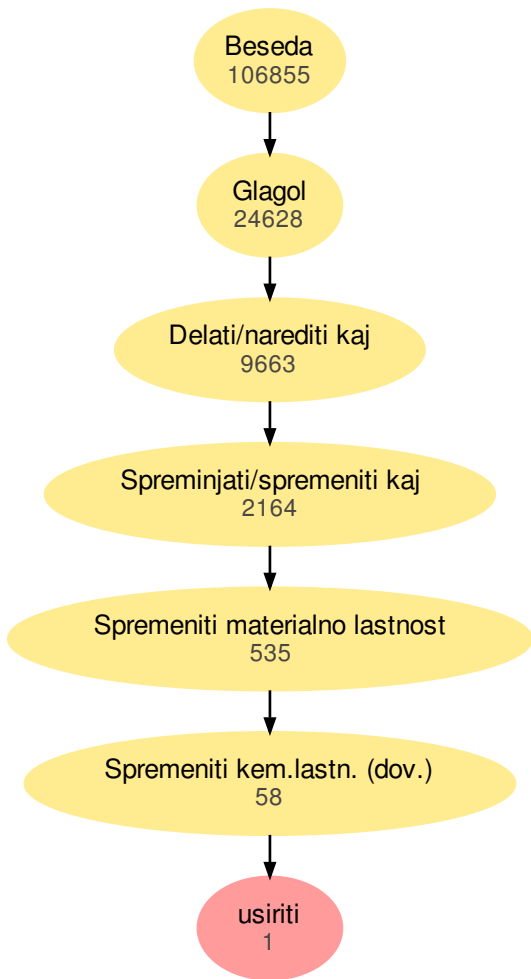 Beseda
106855
Glagol
24628
Delati/narediti kaj
9663
Spreminjati/spremeniti kaj
2164
Spremeniti materialno lastnost
535
Spremeniti kem.lastn. (dov.)
58
usiriti
1